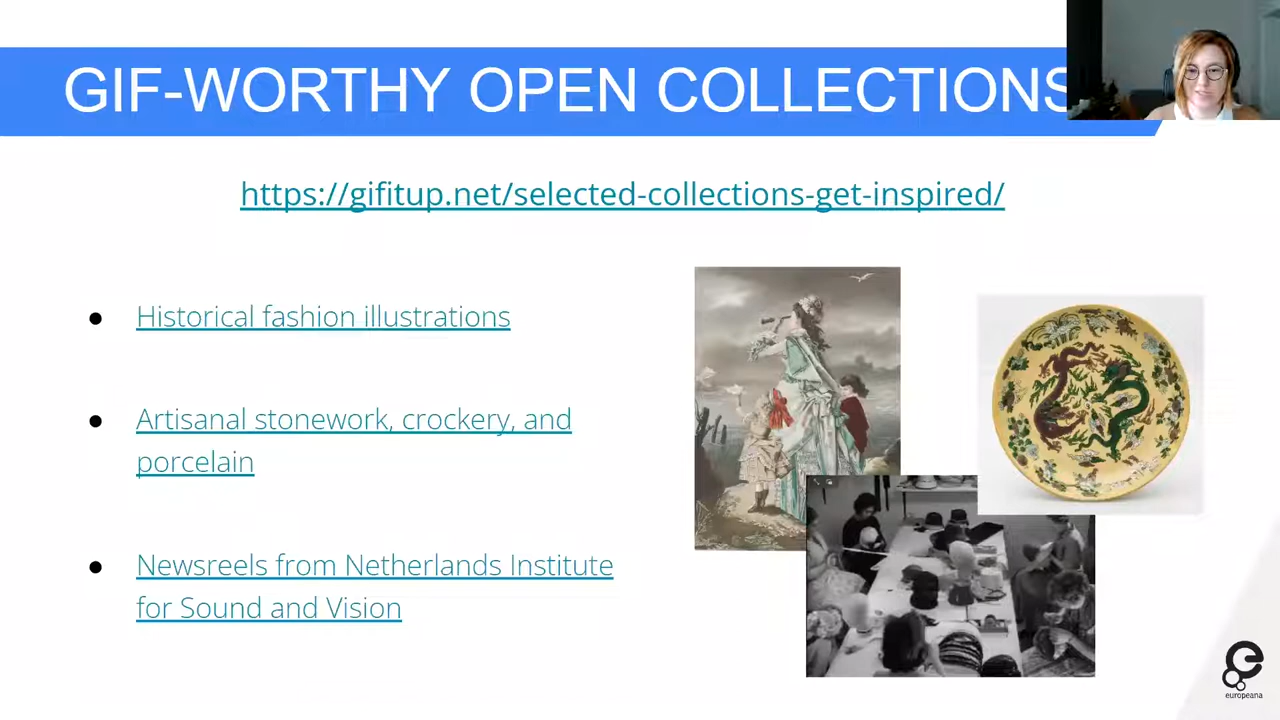 GIF-WORTHY OPEN COLLECTIONS
https://gifitup.net/selected-collections-get-inspired/
● Historical fashion illustrations
● Artisanal stonework, crockery, and
porcelain
● Newsreels from Netherlands Institute
for Sound and Vision
europeana